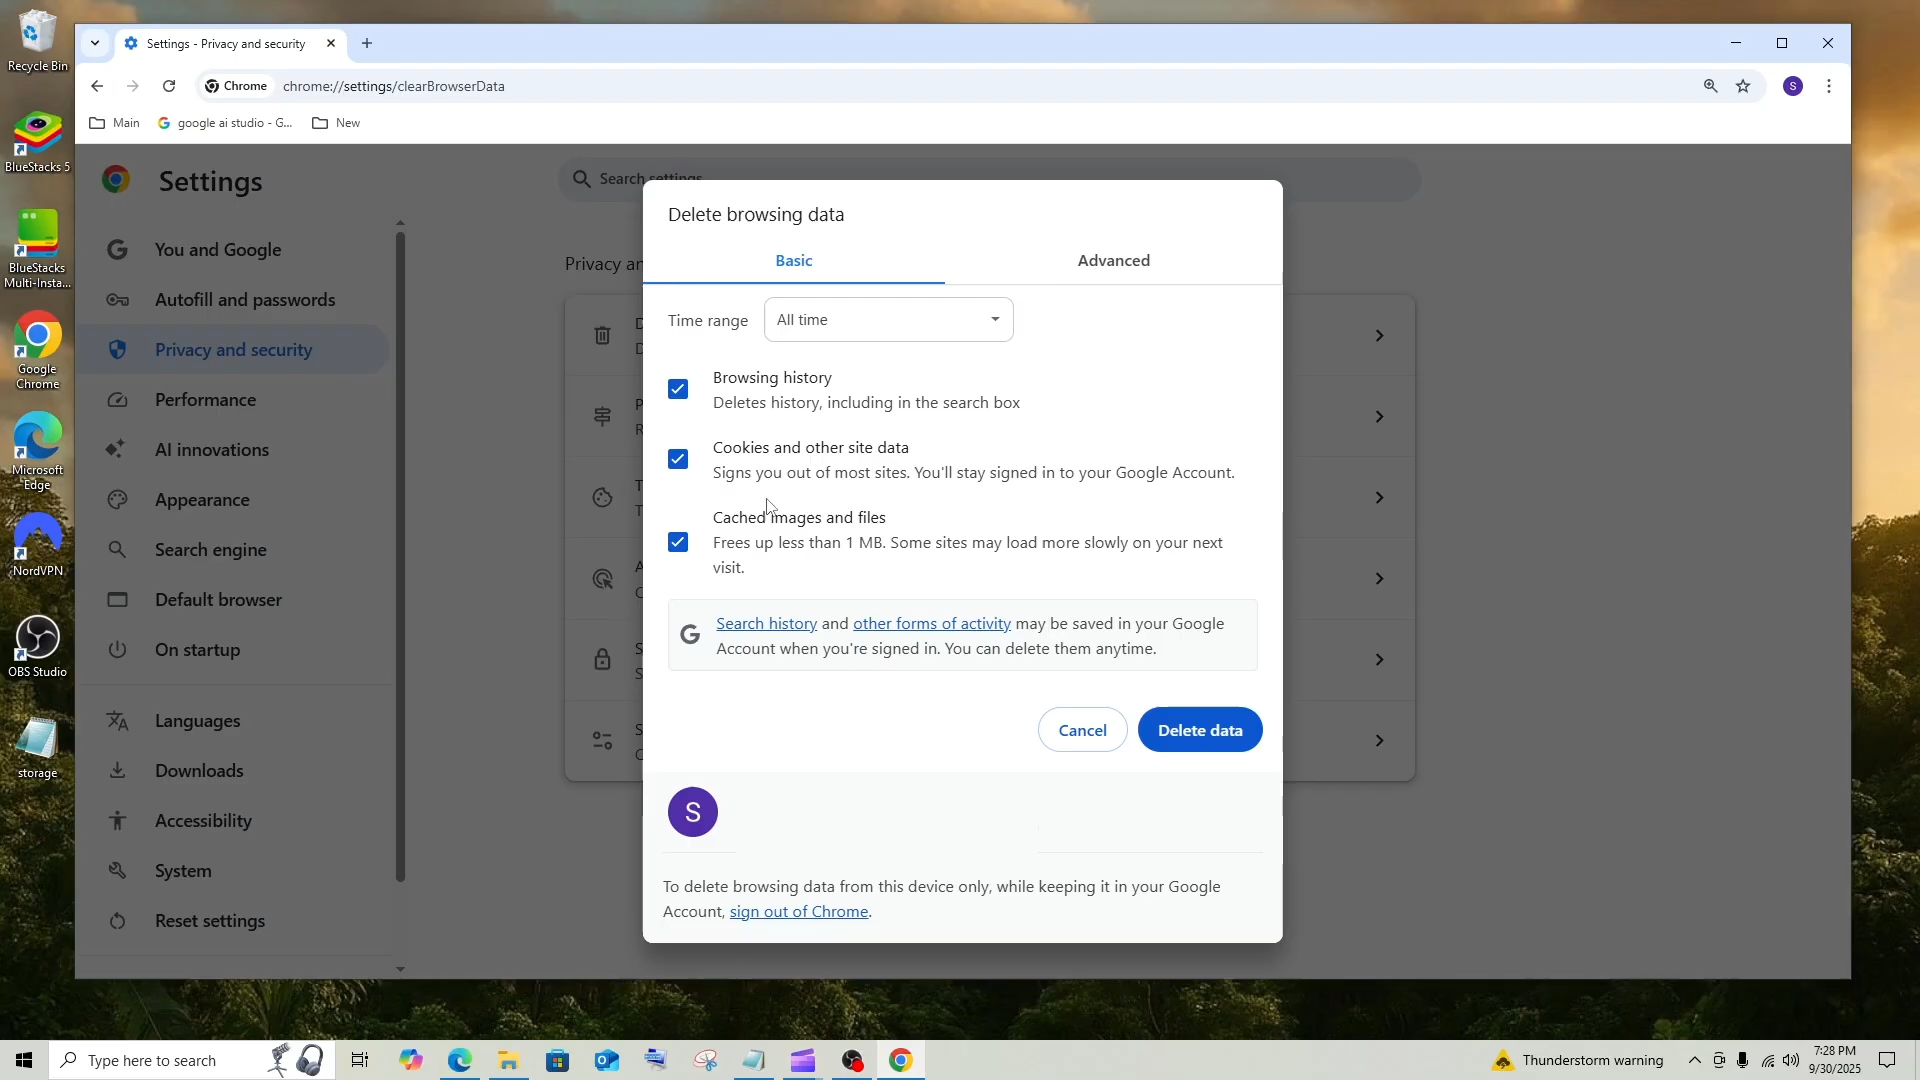 Recycle Bin
BlueStacks 5
BlueStacks
Multi-Insta...
Google
Chrome
Microsoft
Edge
NordVPN
OBS Studio
storage
Settings - Privacy and security
Chrome
chrome://settings/clearBrowserData
S
Main
google ai studio - G...
New
Settings
Search settings
You and Google
Autofill and passwords
Privacy and security
Performance
AI innovations
Appearance
Search engine
Default browser
On startup
Languages
Downloads
Accessibility
System
Reset settings
Privacy an
Delete browsing data
Basic
Advanced
Time range
All time
Browsing history
Deletes history, including in the search box
Cookies and other site data
Signs you out of most sites. You'll stay signed in to your Google Account.
Cached images and files
Frees up less than 1 MB. Some sites may load more slowly on your next
visit.
Search history and other forms of activity may be saved in your Google
Account when you're signed in. You can delete them anytime.
Cancel
Delete data
S
To delete browsing data from this device only, while keeping it in your Google
Account, sign out of Chrome.
Type here to search
Thunderstorm warning
7:28 PM
9/30/2025